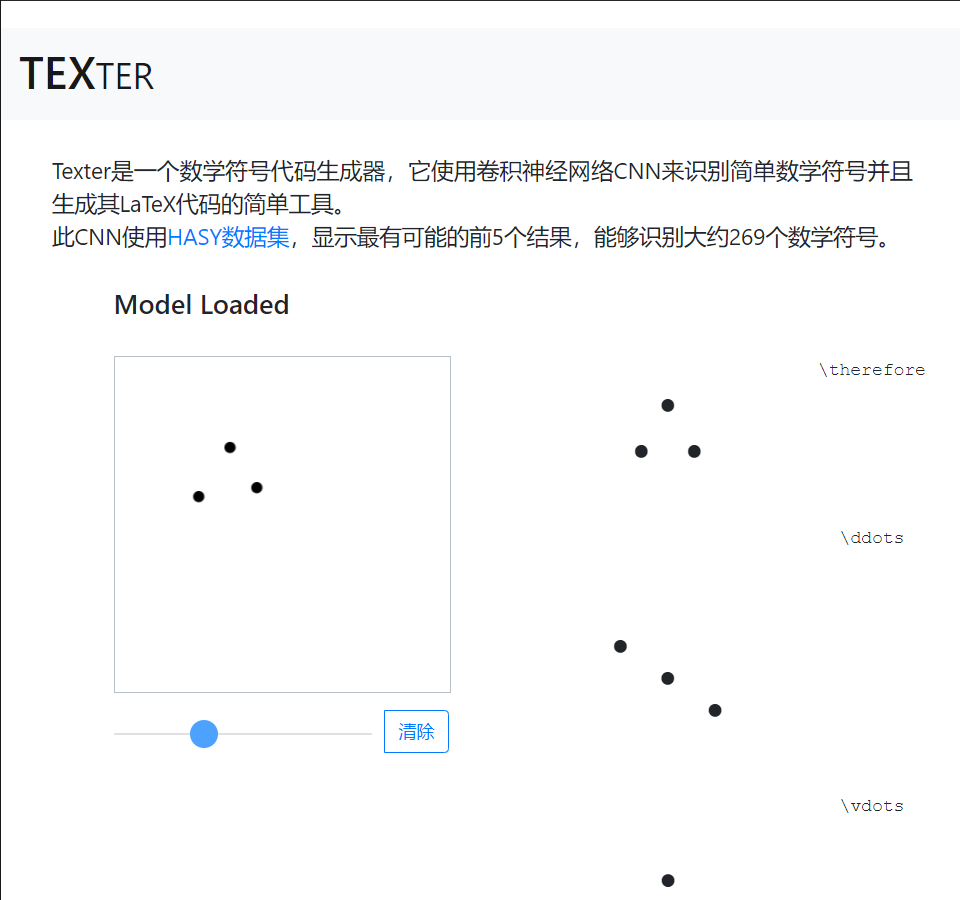 TEXTER
Texter是一个数学符号代码生成器，它使用卷积神经网络CNN来识别简单数学符号并且
生成其LaTeX代码的简单工具。
此CNN使用HASY数据集，显示最有可能的前5个结果，能够识别大约269个数学符号。
Model Loaded
\therefore
\ddots
清除
\vdots